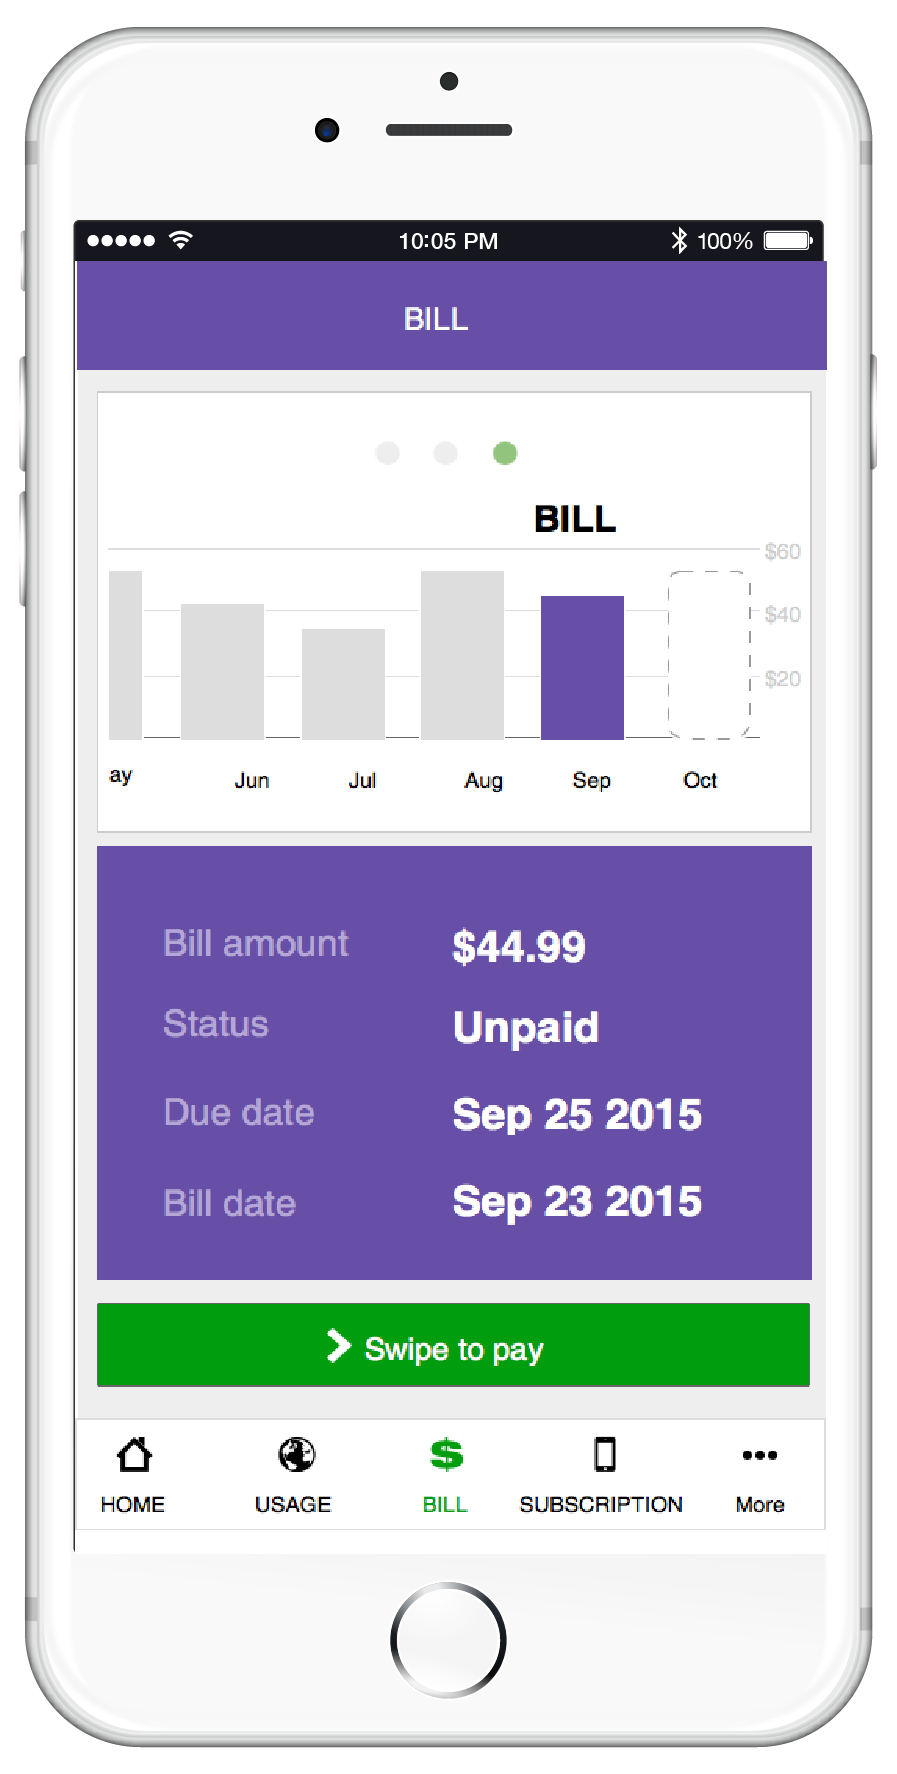 10:05 PM 100%
BILL
BILL
$60
$40
$20
ay Jun Jul Aug Sep Oct
Bill amount $44.99
Status Unpaid
Due date Sep 25 2015
Bill date Sep 23 2015
Swipe to pay
HOME USAGE BILL SUBSCRIPTION More